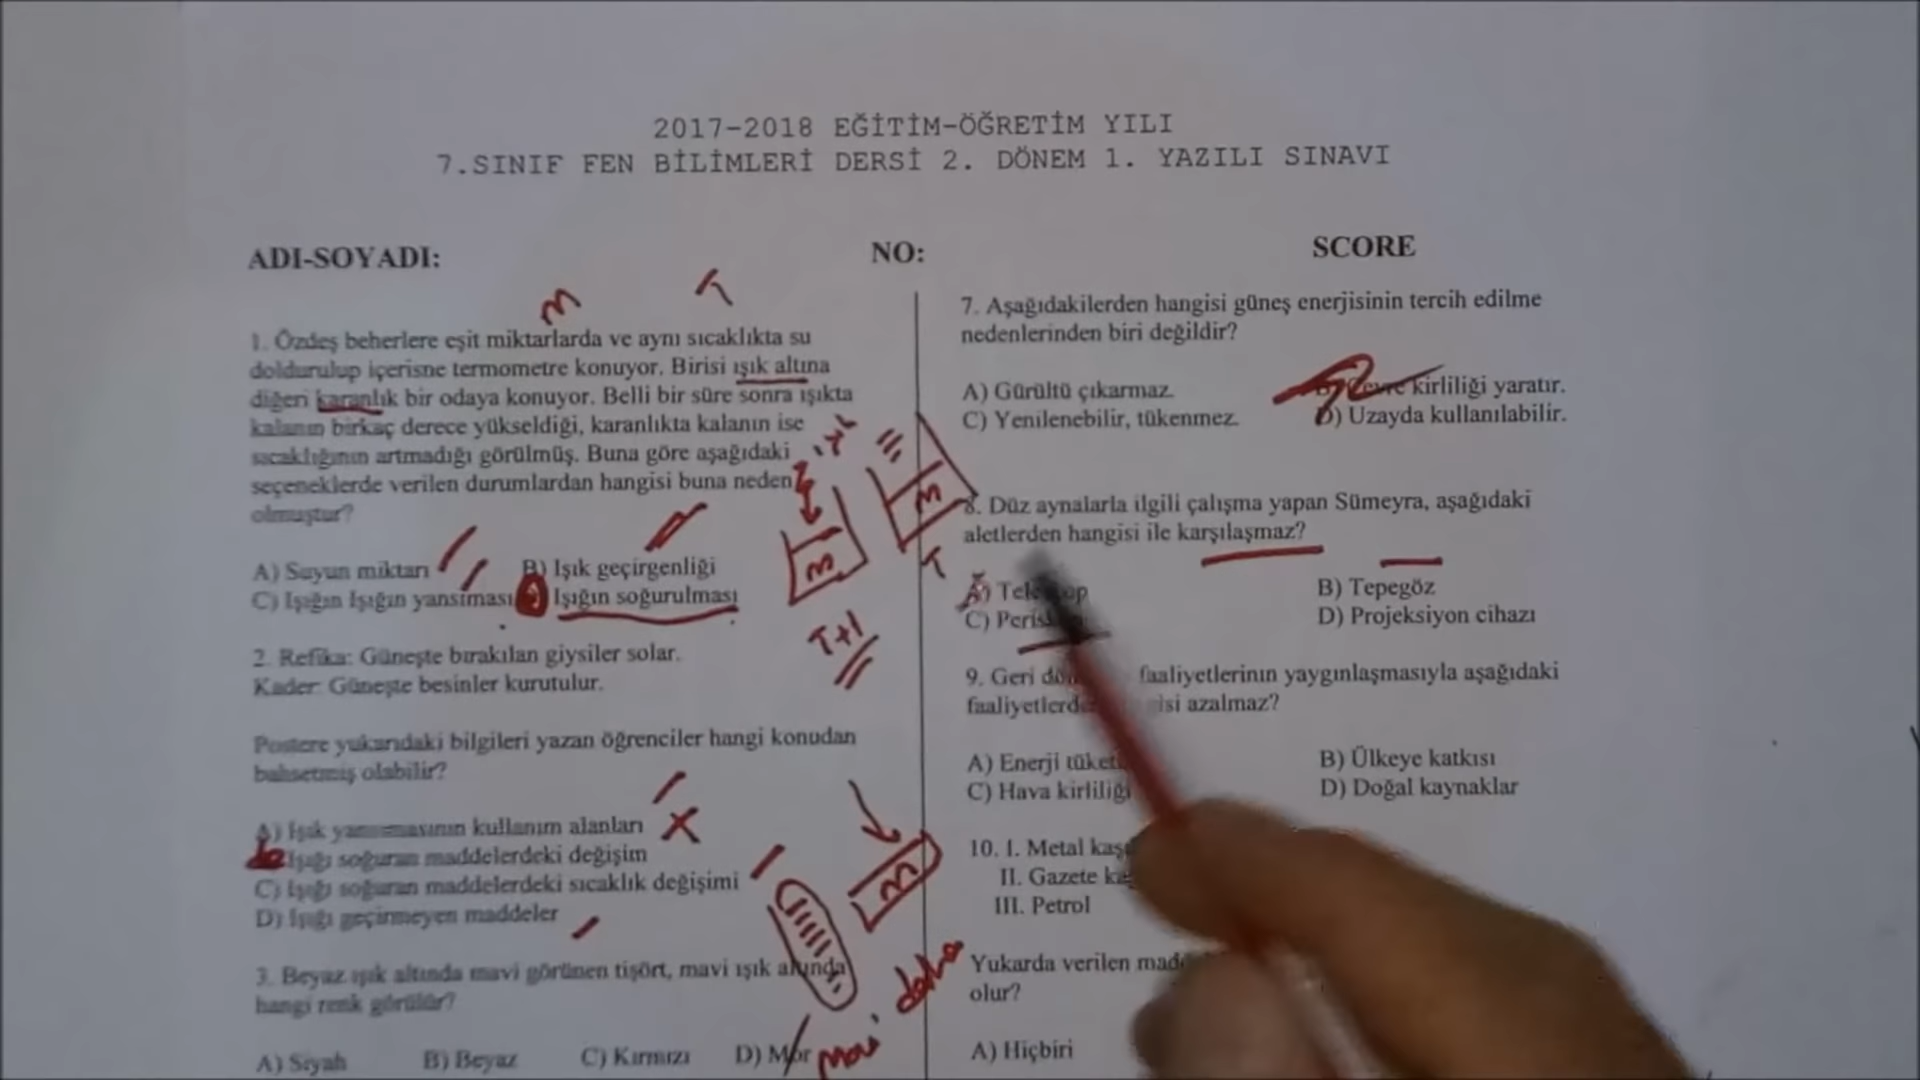 2017-2018 EĞİTİM-ÖĞRETİM YILI
7.SINIF FEN BİLİMLERİ DERSİ 2. DÖNEM 1. YAZILI SINAVI
ADI-SOYADI:
NO:
SCORE
M T
1. Özdeş beherlere eşit miktarlarda ve aynı sıcaklıkta su
doldurulup içerisne termometre konuyor. Birisi ışık altına
diğeri karanlık bir odaya konuyor. Belli bir süre sonra ışıkta
kalanın birkaç derece yükseldiği, karanlıkta kalanın ise
sıcaklığının artmadığı görülmüş. Buna göre aşağıdaki
seçeneklerde verilen durumlardan hangisi buna neden
olmuştur?
A) Suyun miktarı B) Işık geçirgenliği
C) Işığın Işığın yansıması Işığın soğurulması
M
M
T
T+1
2. Refika: Güneşte bırakılan giysiler solar.
Kader: Güneşte besinler kurutulur.
Postere yukarıdaki bilgileri yazan öğrenciler hangi konudan
bahsetmiş olabilir?
A) Işık yansımasının kullanım alanları
Işığı soğuran maddelerdeki değişim
C) Işığı soğuran maddelerdeki sıcaklık değişimi
D) Işığı geçirmeyen maddeler
M
3. Beyaz ışık altında mavi görünen tişört, mavi ışık altında
hangi renk görülür?
A) Siyah B) Beyaz C) Kırmızı D) Mor
mavi daha
7. Aşağıdakilerden hangisi güneş enerjisinin tercih edilme
nedenlerinden biri değildir?
A) Gürültü çıkarmaz. B) Çevre kirliliği yaratır.
C) Yenilenebilir, tükenmez. D) Uzayda kullanılabilir.
8. Düz aynalarla ilgili çalışma yapan Sümeyra, aşağıdaki
aletlerden hangisi ile karşılaşmaz?
A) B) Tepegöz
C) D) Projeksiyon cihazı
9. Geri faaliyetlerinin yaygınlaşmasıyla aşağıdaki
azalmaz?
A) Enerji B) Ülkeye katkısı
C) Hava kirliliği D) Doğal kaynaklar
10. I. Metal
II. Gazete
III. Petrol
Yukarda verilen
olur?
A) Hiçbiri